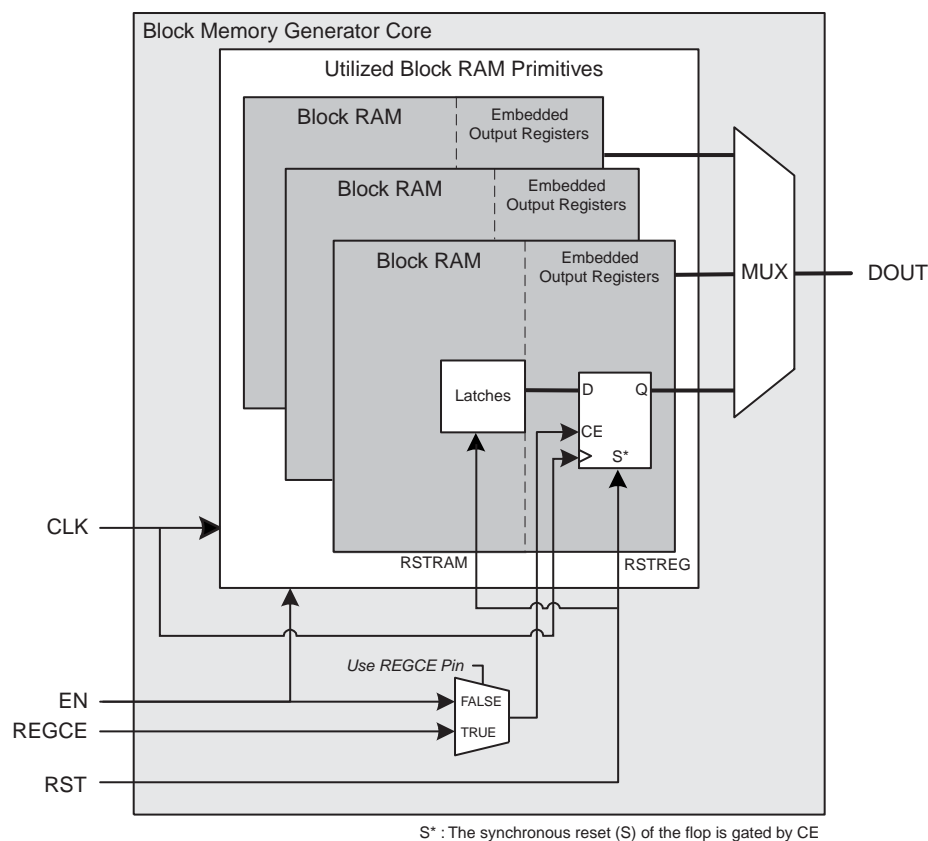 Block Memory Generator Core
Utilized Block RAM Primitives
Block RAM
Embedded
Output Registers
Block RAM
Embedded
Output Registers
Block RAM
Embedded
Output Registers
MUX
DOUT
Latches
D
Q
CE
S*
CLK
RSTRAM
RSTREG
Use REGCE Pin
EN
FALSE
REGCE
TRUE
RST
S* : The synchronous reset (S) of the flop is gated by CE